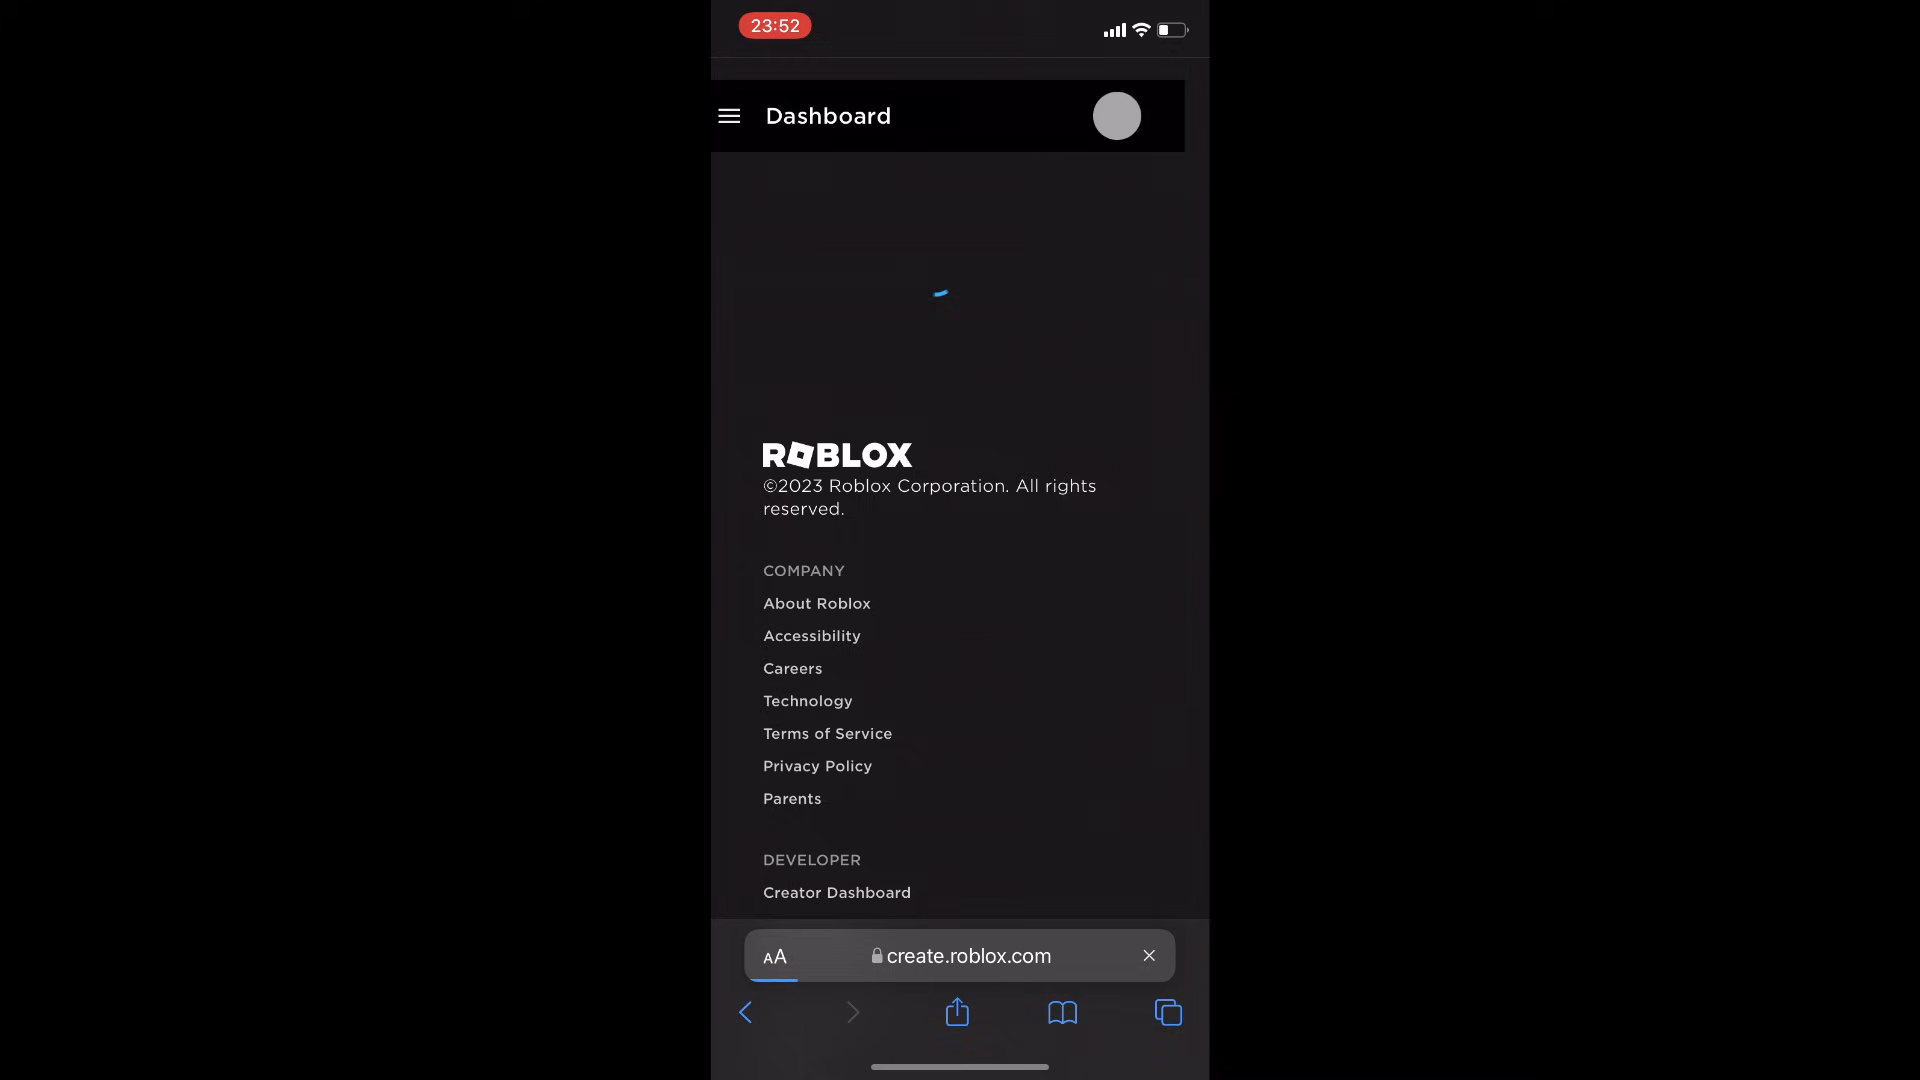 23:52
Dashboard
ROBLOX
©2023 Roblox Corporation. All rights
reserved.
COMPANY
About Roblox
Accessibility
Careers
Technology
Terms of Service
Privacy Policy
Parents
DEVELOPER
Creator Dashboard
AA create.roblox.com